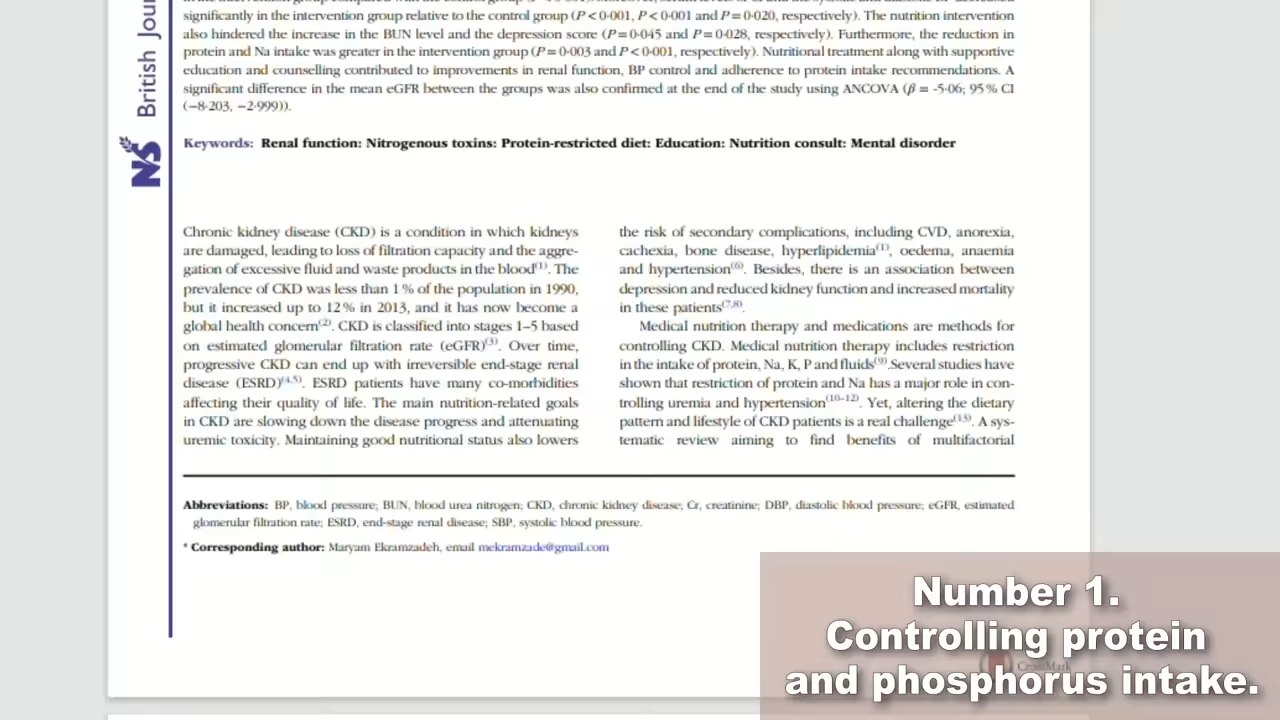 British Jou
NS
significantly in the intervention group relative to the control group (P < 0·001, P < 0·001 and P = 0·020, respectively). The nutrition intervention
also hindered the increase in the BUN level and the depression score (P = 0·045 and P = 0·028, respectively). Furthermore, the reduction in
protein and Na intake was greater in the intervention group (P = 0·003 and P < 0·001, respectively). Nutritional treatment along with supportive
education and counselling contributed to improvements in renal function, BP control and adherence to protein intake recommendations. A
significant difference in the mean eGFR between the groups was also confirmed at the end of the study using ANCOVA (β = -5·06; 95 % CI
(−8·203, −2·999)).
Keywords: Renal function: Nitrogenous toxins: Protein-restricted diet: Education: Nutrition consult: Mental disorder
Chronic kidney disease (CKD) is a condition in which kidneys
are damaged, leading to loss of filtration capacity and the aggre-
gation of excessive fluid and waste products in the blood(1). The
prevalence of CKD was less than 1 % of the population in 1990,
but it increased up to 12 % in 2013, and it has now become a
global health concern(2). CKD is classified into stages 1–5 based
on estimated glomerular filtration rate (eGFR)(3). Over time,
progressive CKD can end up with irreversible end-stage renal
disease (ESRD)(4,5). ESRD patients have many co-morbidities
affecting their quality of life. The main nutrition-related goals
in CKD are slowing down the disease progress and attenuating
uremic toxicity. Maintaining good nutritional status also lowers
the risk of secondary complications, including CVD, anorexia,
cachexia, bone disease, hyperlipidemia(1), oedema, anaemia
and hypertension(6). Besides, there is an association between
depression and reduced kidney function and increased mortality
in these patients(7,8).
Medical nutrition therapy and medications are methods for
controlling CKD. Medical nutrition therapy includes restriction
in the intake of protein, Na, K, P and fluids(9).Several studies have
shown that restriction of protein and Na has a major role in con-
trolling uremia and hypertension(10–12). Yet, altering the dietary
pattern and lifestyle of CKD patients is a real challenge(13). A sys-
tematic review aiming to find benefits of multifactorial
Abbreviations: BP, blood pressure; BUN, blood urea nitrogen; CKD, chronic kidney disease; Cr, creatinine; DBP, diastolic blood pressure; eGFR, estimated
glomerular filtration rate; ESRD, end-stage renal disease; SBP, systolic blood pressure.
* Corresponding author: Maryam Ekramzadeh, email mekramzade@gmail.com
CrossMark
Number 1.
Controlling protein
and phosphorus intake.